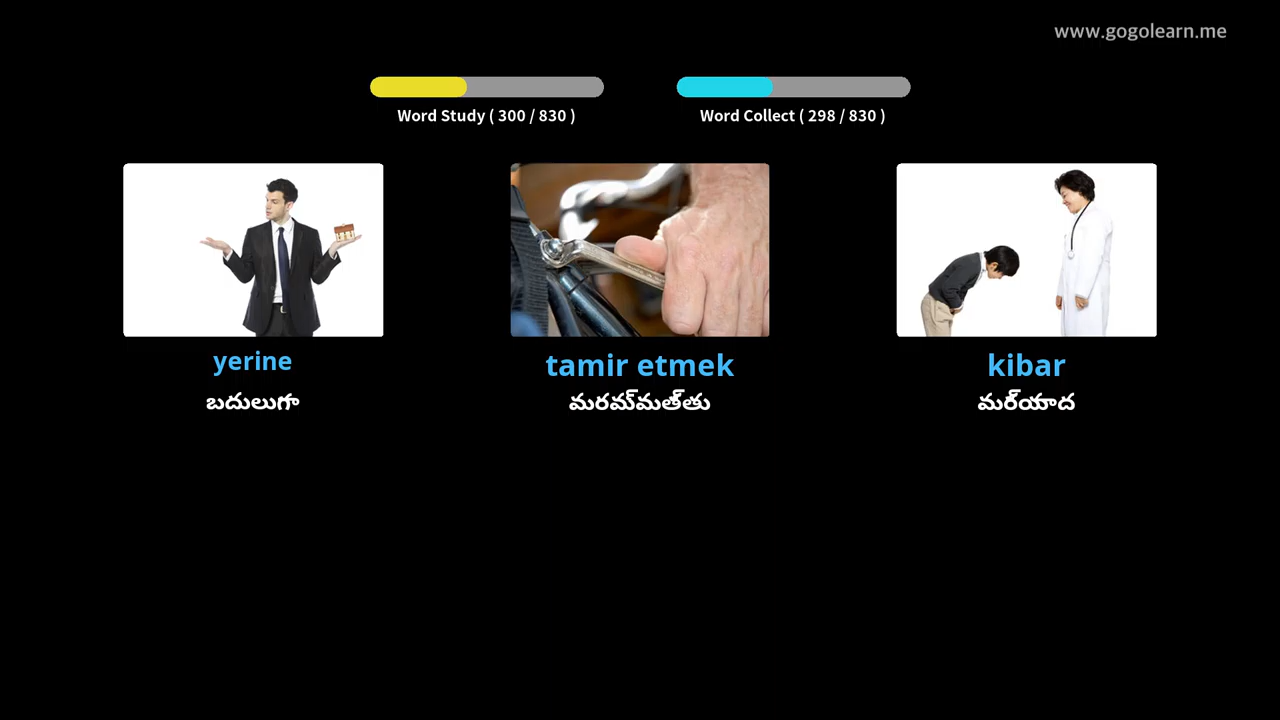 www.gogolearn.me
Word Study ( 300 / 830 )
Word Collect ( 298 / 830 )
yerine
tamir etmek
kibar
బదులుగా
మరమ్మత్తు
మర్యాద